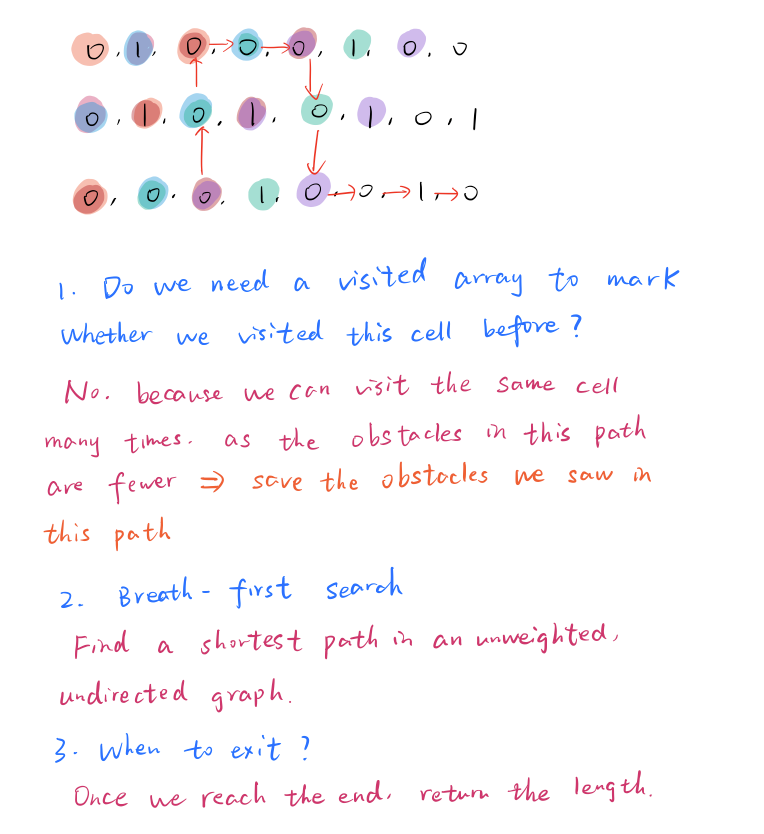 0, 1, 0, 0, 0, 1, 0, 0
0, 1, 0, 1, 0, 1, 0, 1
0, 0, 0, 1, 0, 0, 1, 0
1. Do we need a visited array to mark
whether we visited this cell before?
No. because we can visit the same cell
many times. as the obstacles in this path
are fewer ⇒ save the obstacles we saw in
this path
2. Breath-first search
Find a shortest path in an unweighted,
undirected graph.
3. When to exit?
Once we reach the end. return the length.